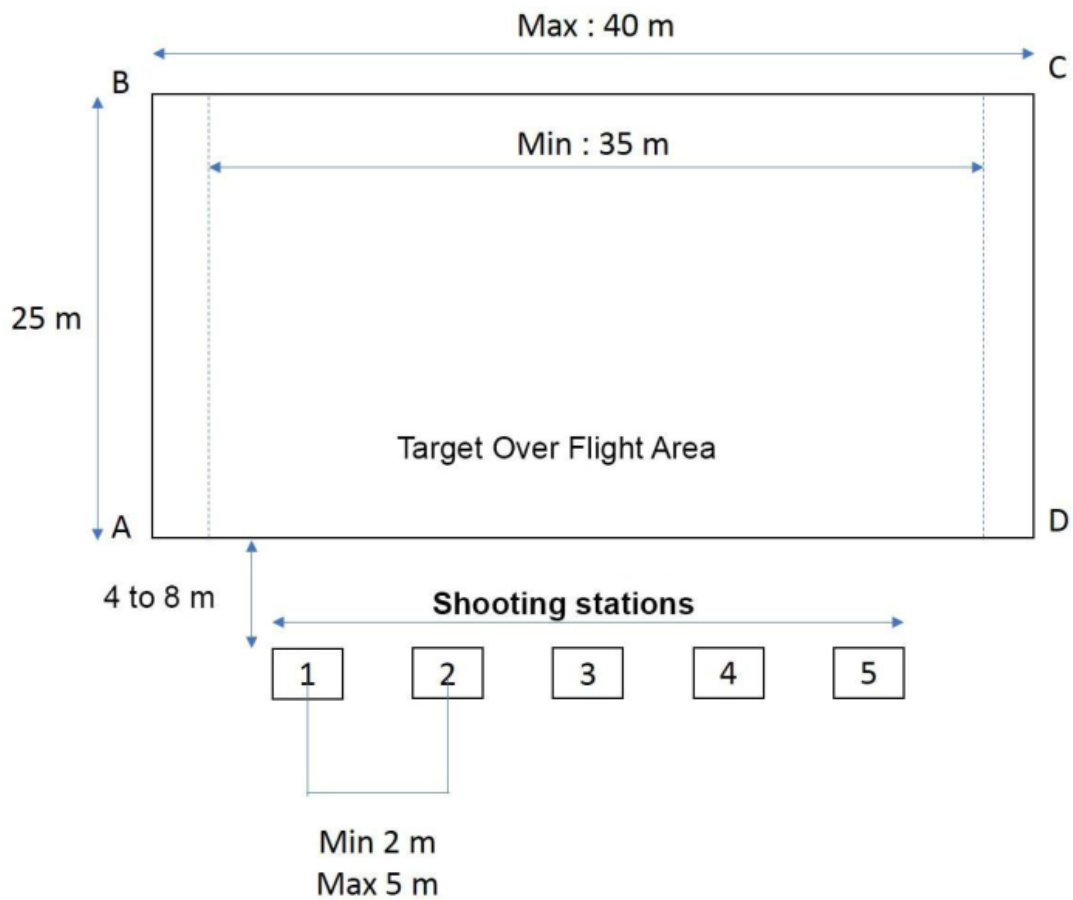 Max : 40 m
B
C
Min : 35 m
25 m
Target Over Flight Area
A
D
4 to 8 m
Shooting stations
1 2 3 4 5
Min 2 m
Max 5 m